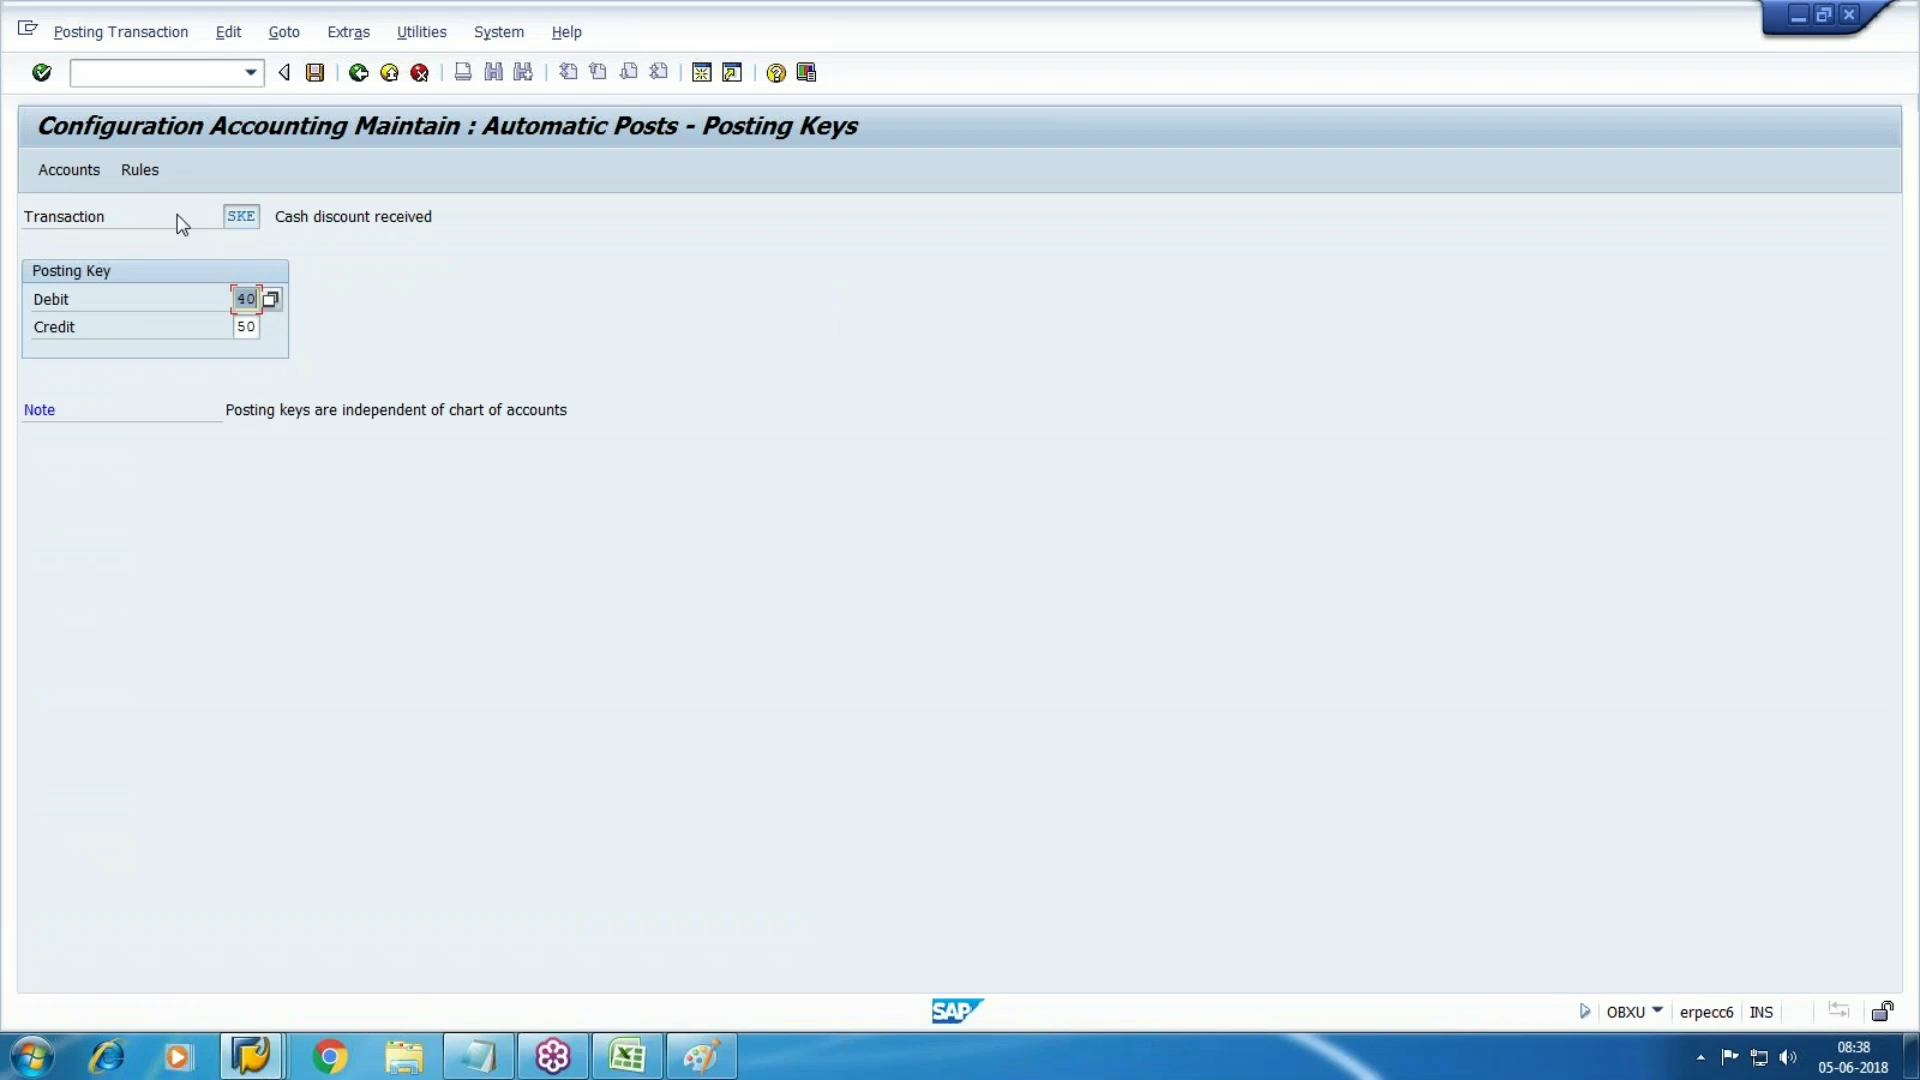 Posting Transaction Edit Goto Extras Utilities System Help
Configuration Accounting Maintain : Automatic Posts - Posting Keys
Accounts Rules
Transaction SKE Cash discount received
Posting Key
Debit 40
Credit 50
Note Posting keys are independent of chart of accounts
SAP
OBXU erpecc6 INS
08:38
05-06-2018